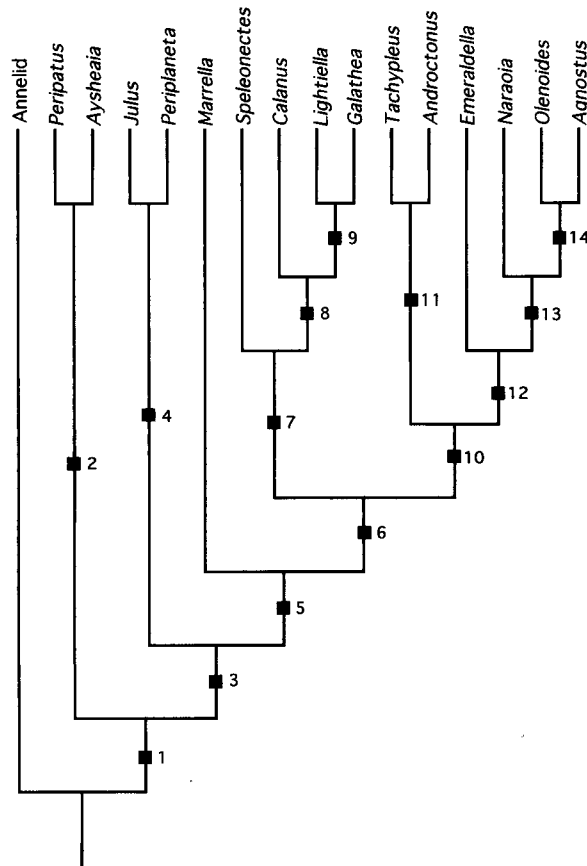 Annelid
Peripatus
Aysheaia
Julus
Periplaneta
Marrella
Speleonectes
Calanus
Lightiella
Galathea
Tachypleus
Androctonus
Emeraldella
Naraoia
Olenoides
Agnostus
9
14
11
8
13
12
4
7
2
10
6
5
3
1